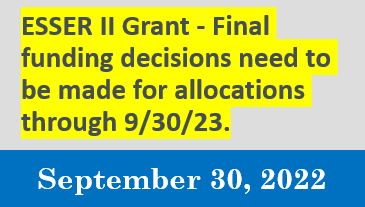 ESSER II Grant - Final
funding decisions need to
be made for allocations
through 9/30/23.
September 30, 2022